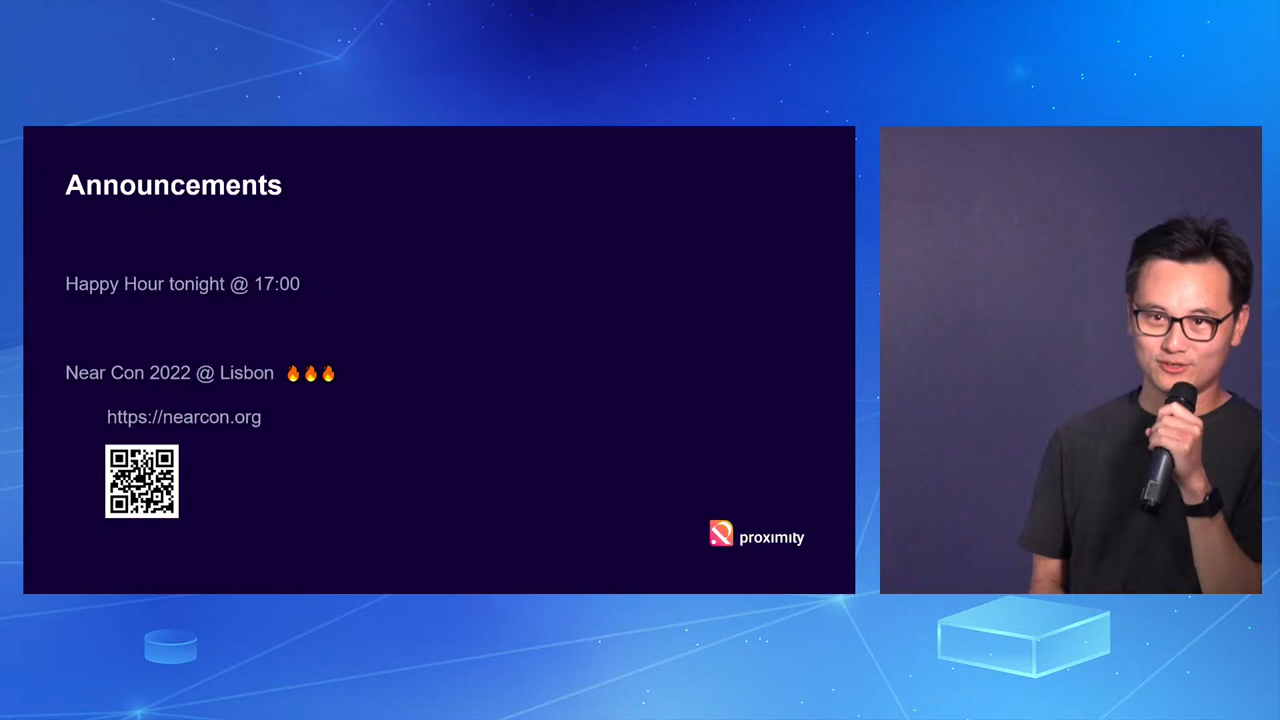 Announcements
Happy Hour tonight @ 17:00
Near Con 2022 @ Lisbon 🔥🔥🔥
https://nearcon.org
proximity